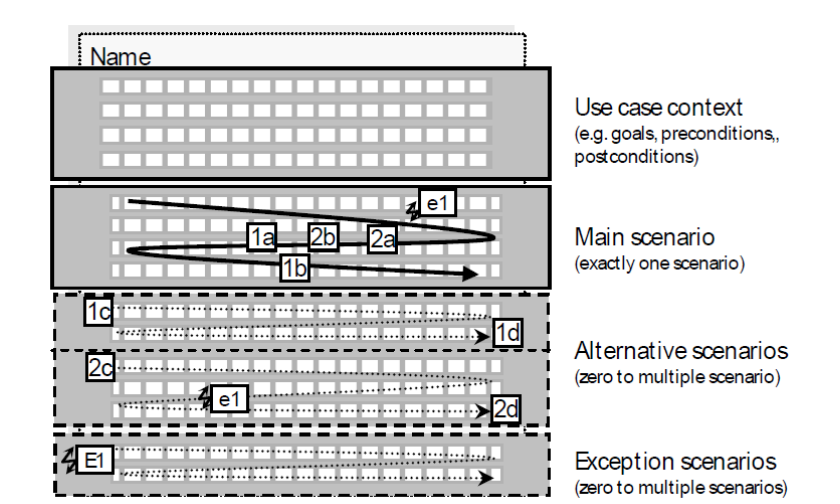 Name
Use case context
(e.g. goals, preconditions,,
postconditions)
e1
1a 2b 2a
Main scenario
(exactly one scenario)
1b
1c
1d
Alternative scenarios
(zero to multiple scenario)
2c
e1
2d
E1
Exception scenarios
(zero to multiple scenarios)